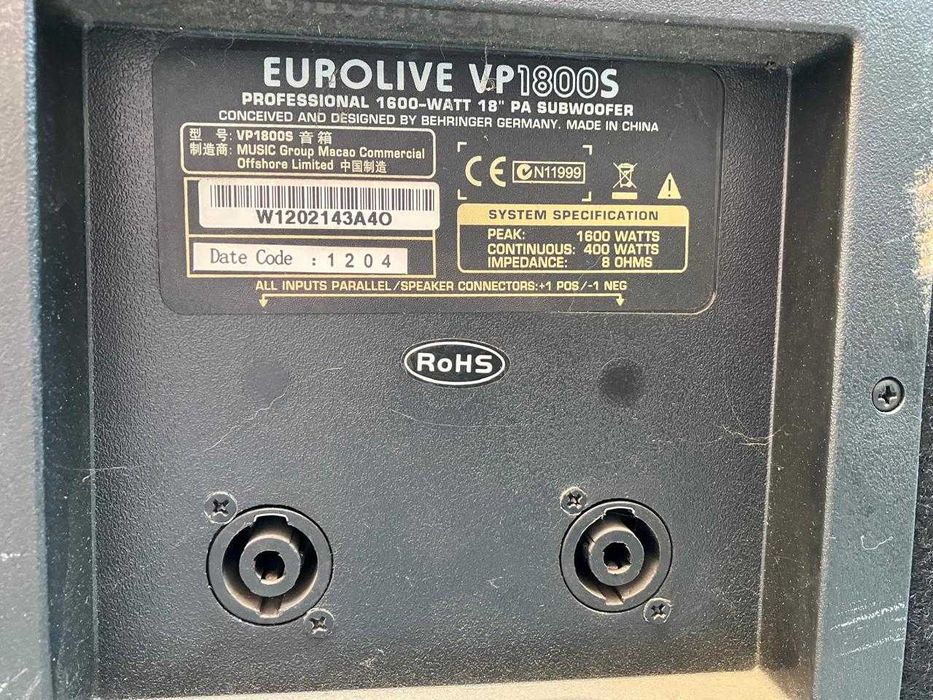 EUROLIVE VP1800S
PROFESSIONAL 1600-WATT 18" PA SUBWOOFER
CONCEIVED AND DESIGNED BY BEHRINGER GERMANY. MADE IN CHINA
型 号: VP1800S 音 箱
制造商: MUSIC Group Macao Commercial
Offshore Limited 中国制造
CE
N11999
W1202143A4O
Date Code : 1204
SYSTEM SPECIFICATION
PEAK: 1600 WATTS
CONTINUOUS: 400 WATTS
IMPEDANCE: 8 OHMS
ALL INPUTS PARALLEL/SPEAKER CONNECTORS:+1 POS/-1 NEG
RoHS